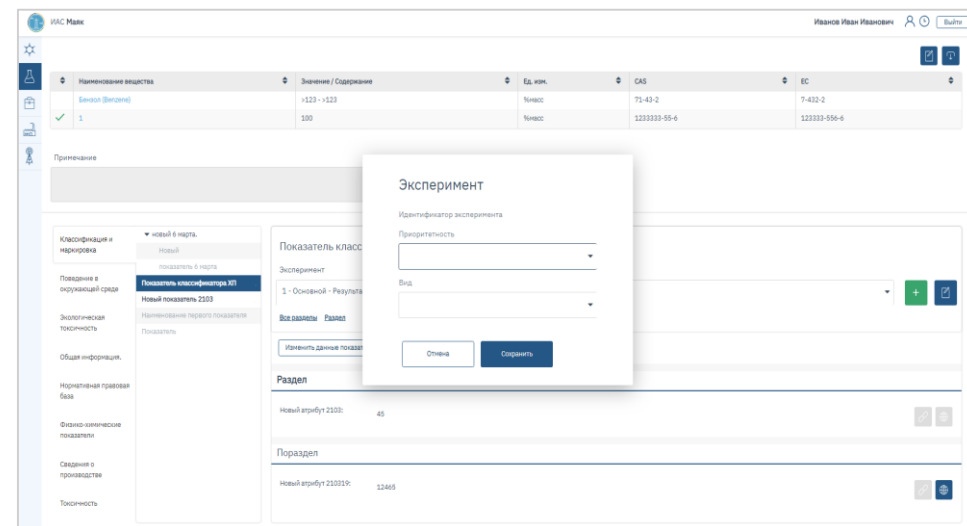 ИАС Маяк
Иванов Иван Иванович
Выйти
Наименование вещества Значение / Содержание Ед. изм. CAS EC
Бензол (Benzene) >123 - >123 %масс 71-43-2 7-432-2
1 100 %масс 1233333-55-6 123333-556-6
Примечание
Классификация и
маркировка
Поведение в
окружающей среде
Экологическая
токсичность
Общая информация.
Нормативная правовая
база
Физико-химические
показатели
Сведения о
производстве
Токсичность
новый 6 марта.
Новый
показатель 6 марта
Показатель классификатора ХП
Новый показатель 2103
Наименование первого показателя
Показатель
Показатель класс
Эксперимент
1 - Основной - Результа
Все разделы Раздел
Изменить данные показат
Раздел
Новый атрибут 2103: 45
Пораздел
Новый атрибут 210319: 12465
Эксперимент
Идентификатор эксперимента
Приоритетность
Вид
Отмена Сохранить